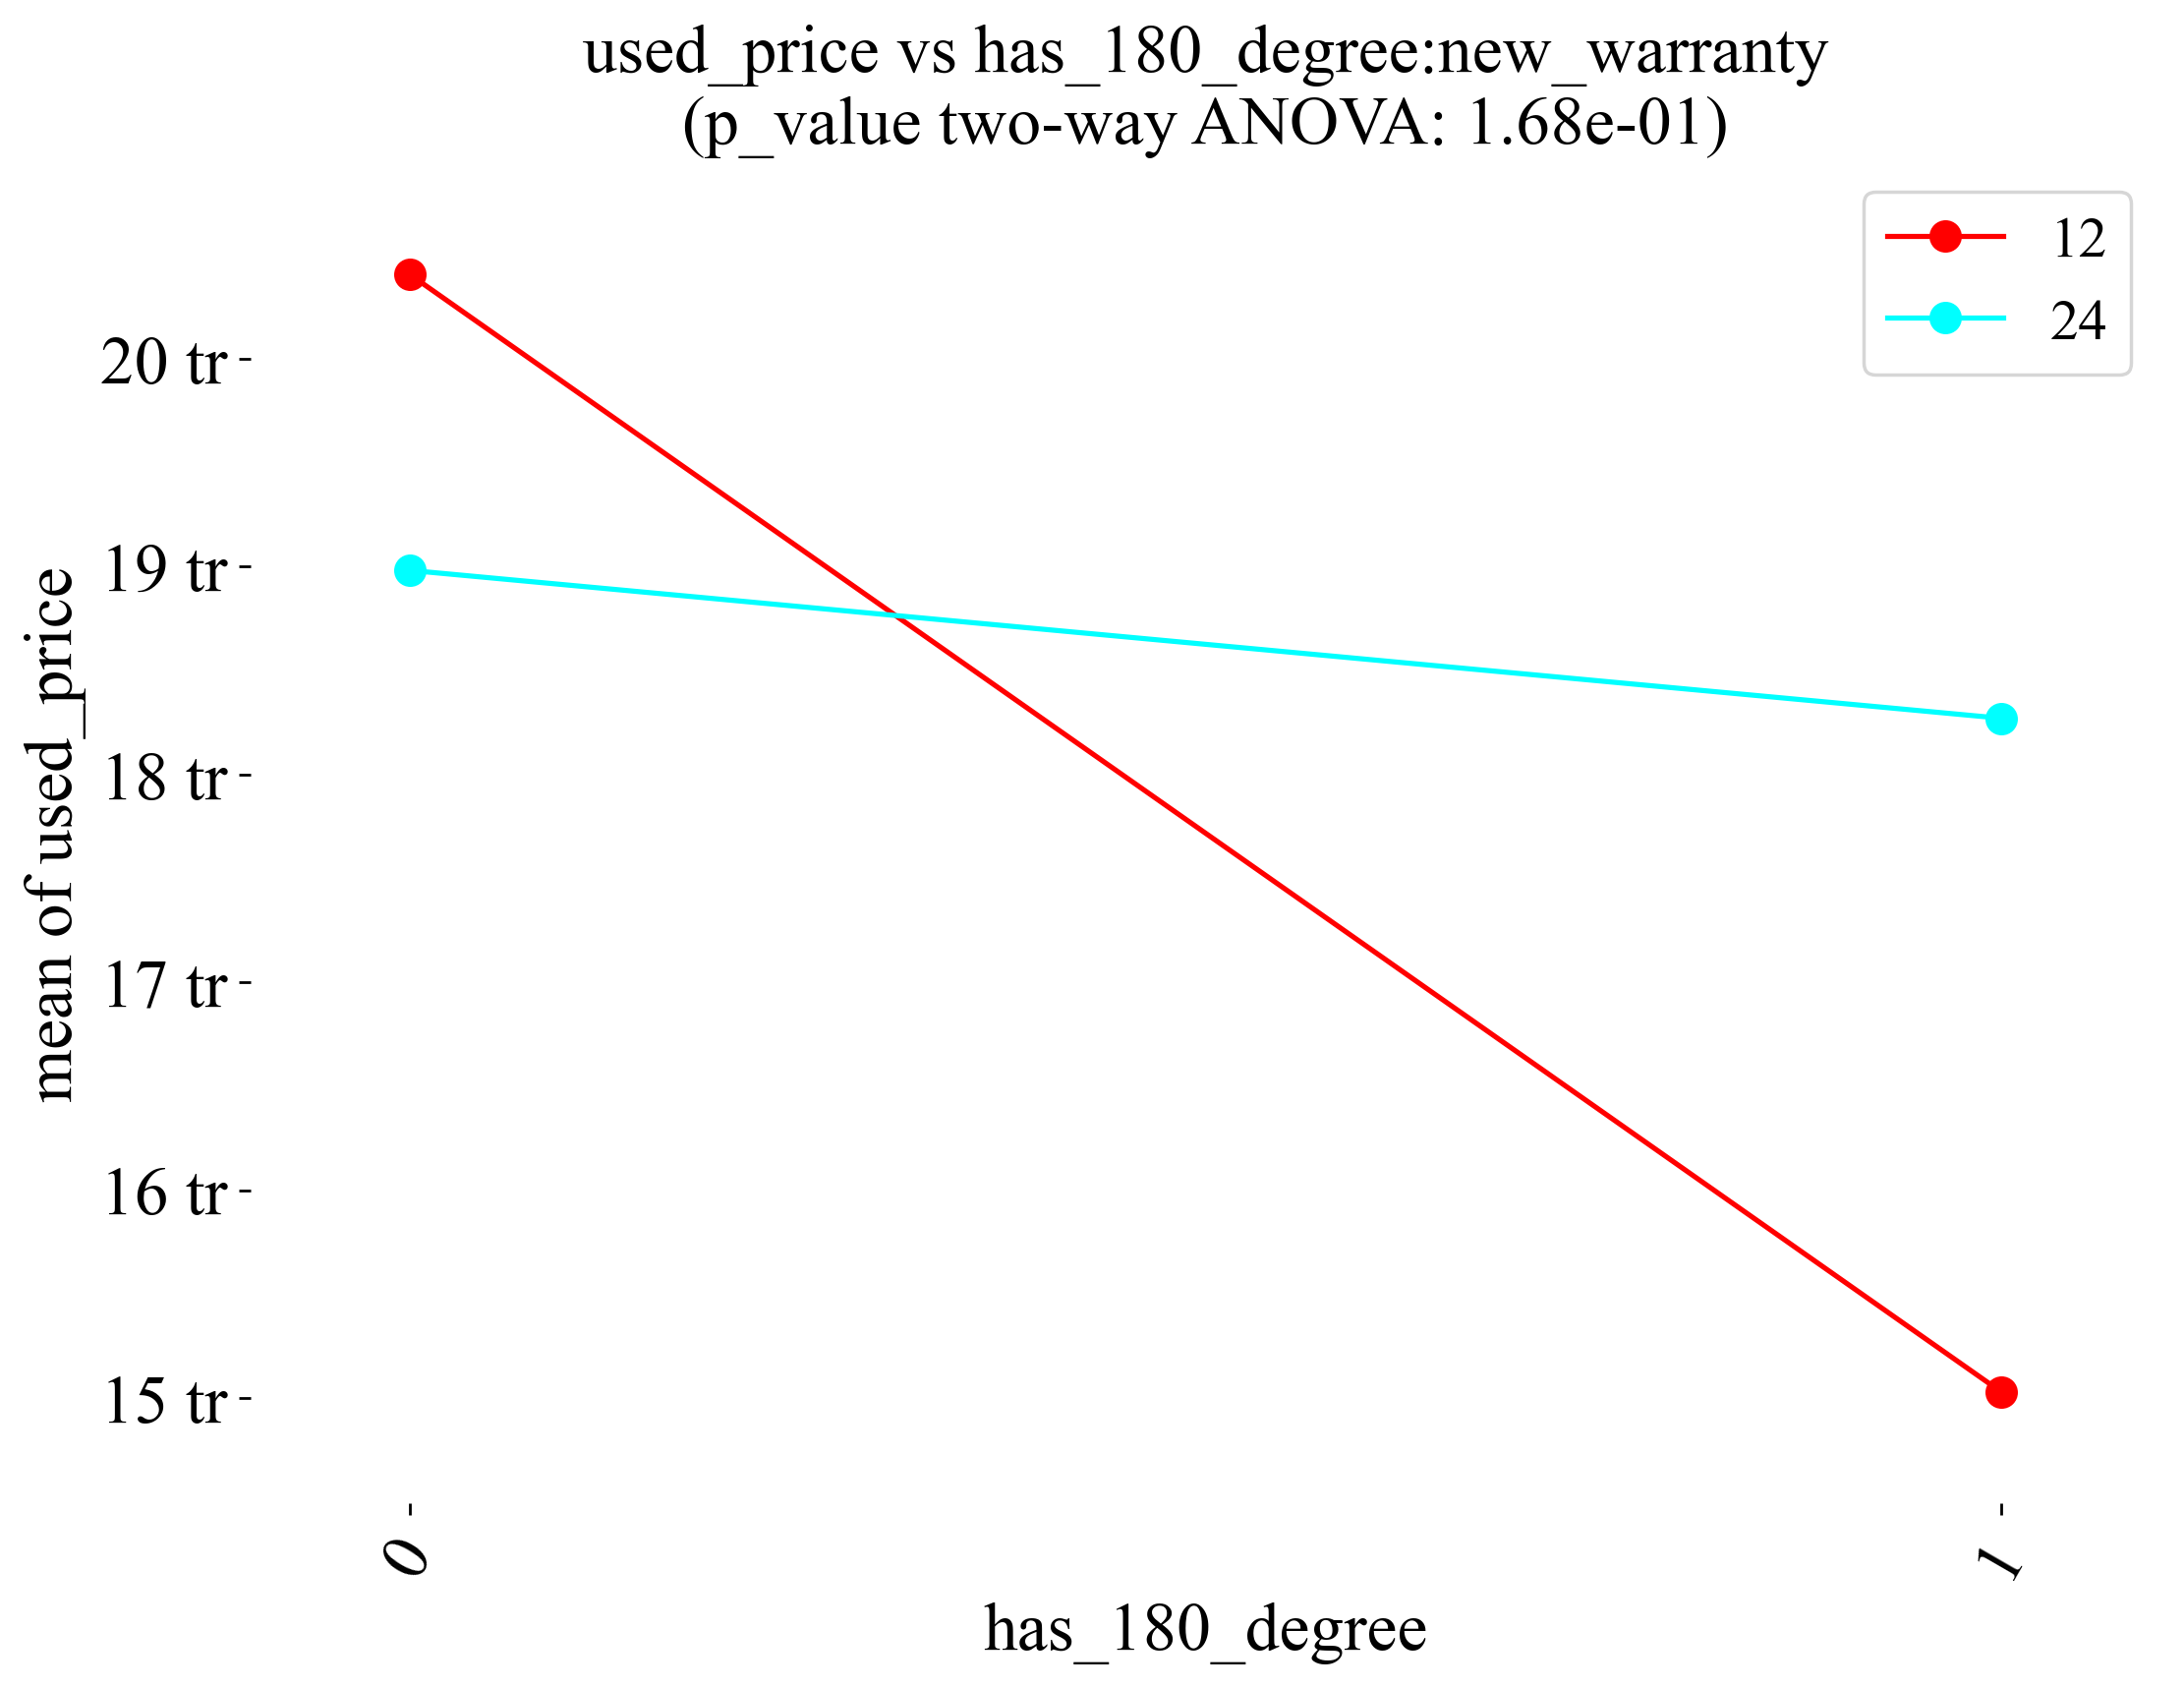 used_price vs has_180_degree:new_warranty
(p_value two-way ANOVA: 1.68e-01)
12
24
mean of used_price
20 tr
19 tr
18 tr
17 tr
16 tr
15 tr
0
1
has_180_degree